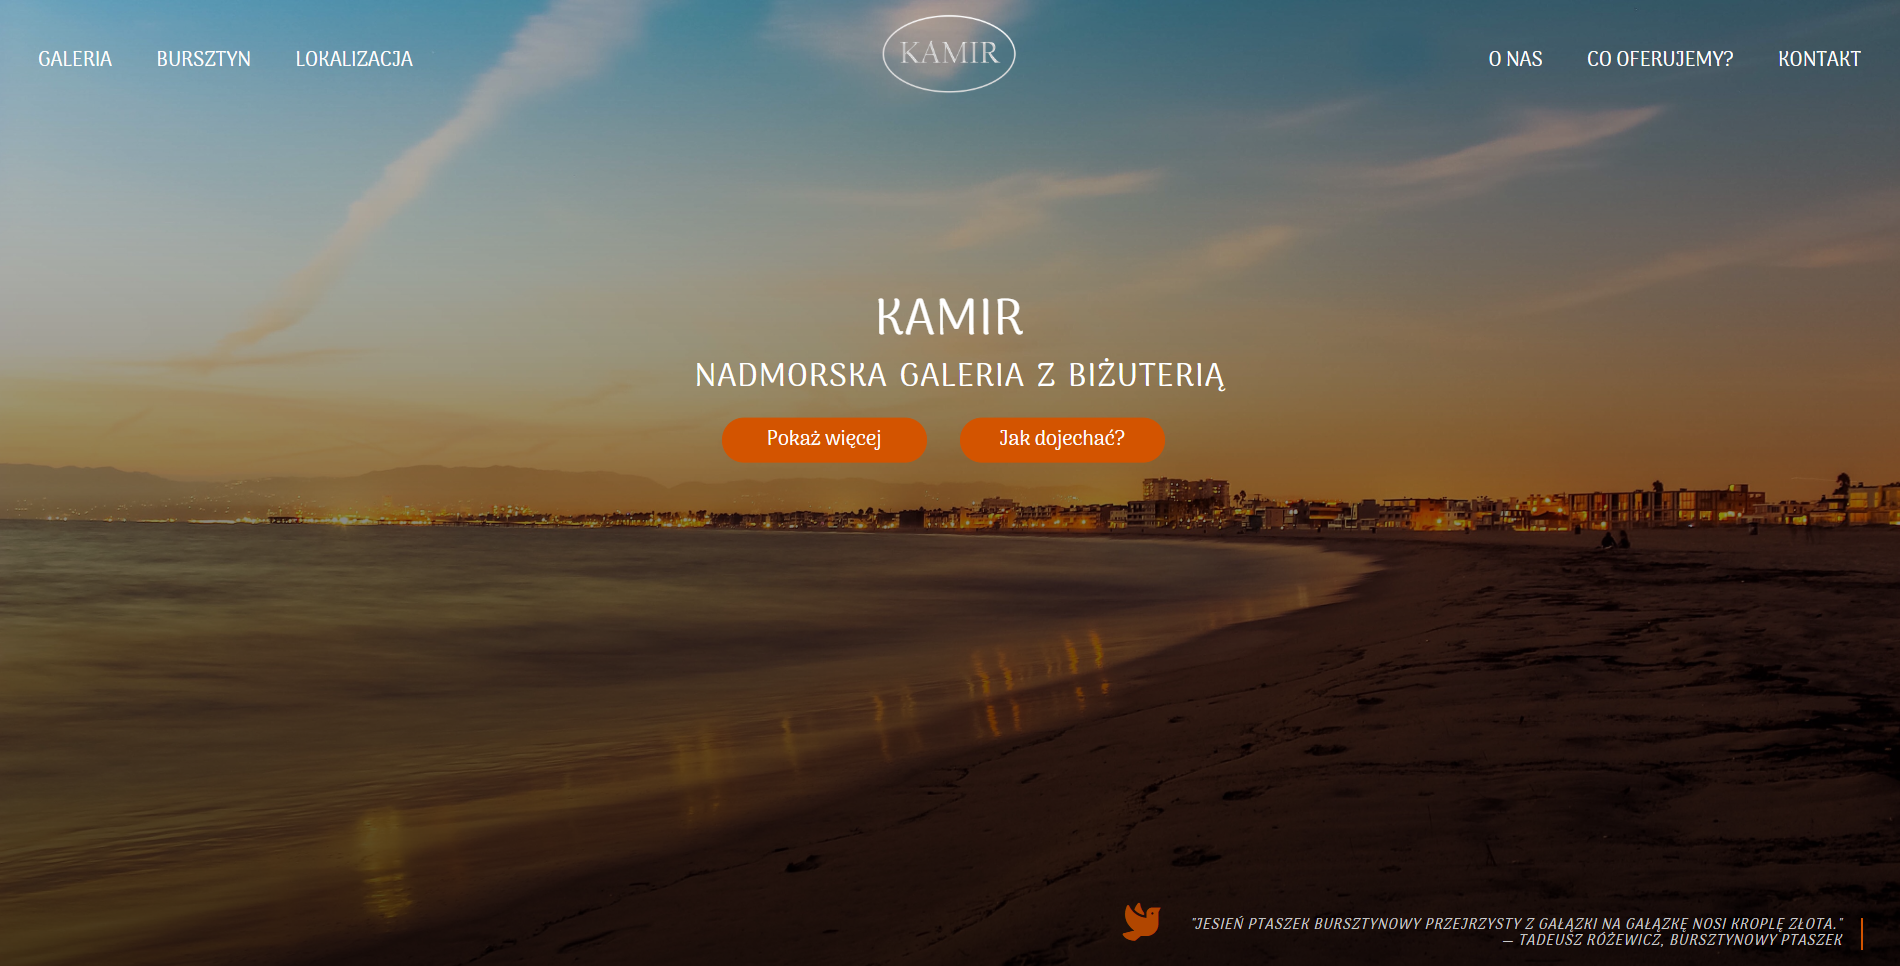 GALERIA BURSZTYN LOKALIZACJA KAMIR O NAS CO OFERUJEMY? KONTAKT
KAMIR
NADMORSKA GALERIA Z BIŻUTERIĄ
Pokaż więcej Jak dojechać?
"JESIEŃ PTASZEK BURSZTYNOWY PRZEJRZYSTY Z GAŁĄZKI NA GAŁĄZKĘ NOSI KROPLĘ ZŁOTA."
— TADEUSZ RÓŻEWICZ, BURSZTYNOWY PTASZEK